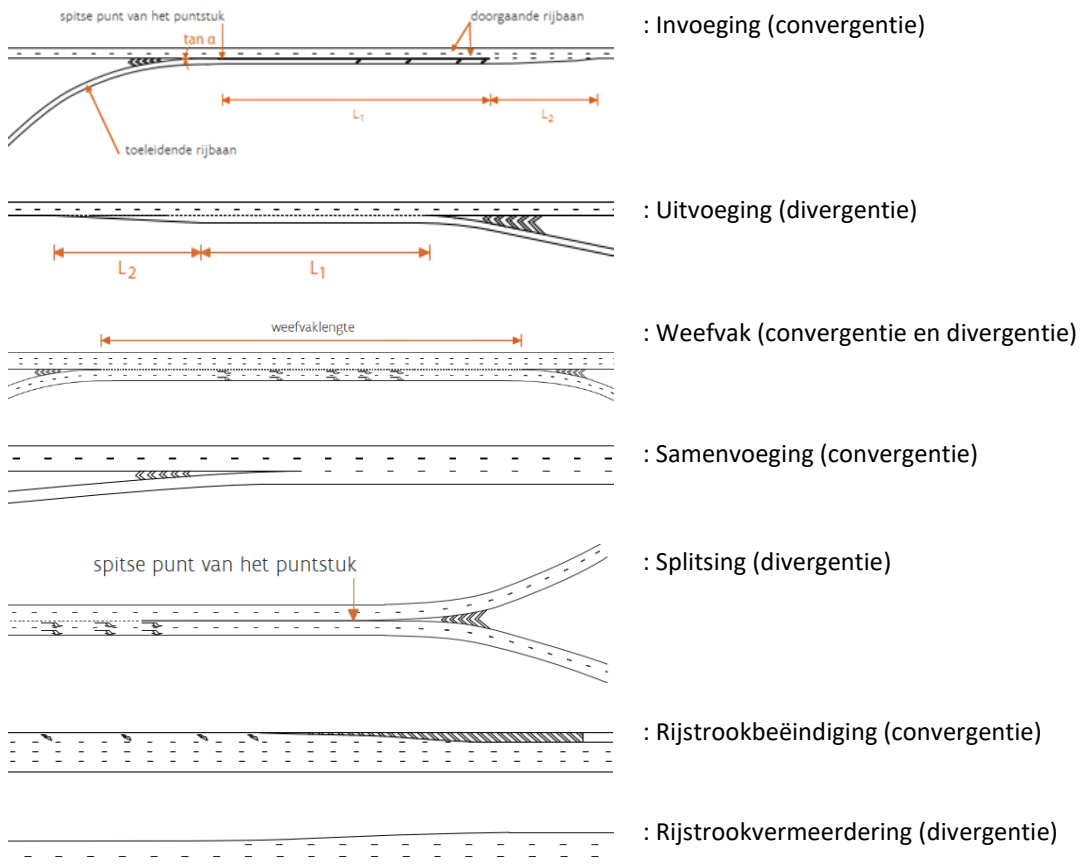 spitse punt van het puntstuk
doorgaande rijbaan
: Invoeging (convergentie)
tan α
L₁
L₂
toeleidende rijbaan
: Uitvoeging (divergentie)
L₂
L₁
weefvaklengte
: Weefvak (convergentie en divergentie)
: Samenvoeging (convergentie)
: Splitsing (divergentie)
spitse punt van het puntstuk
: Rijstrookbeëindiging (convergentie)
: Rijstrookvermeerdering (divergentie)